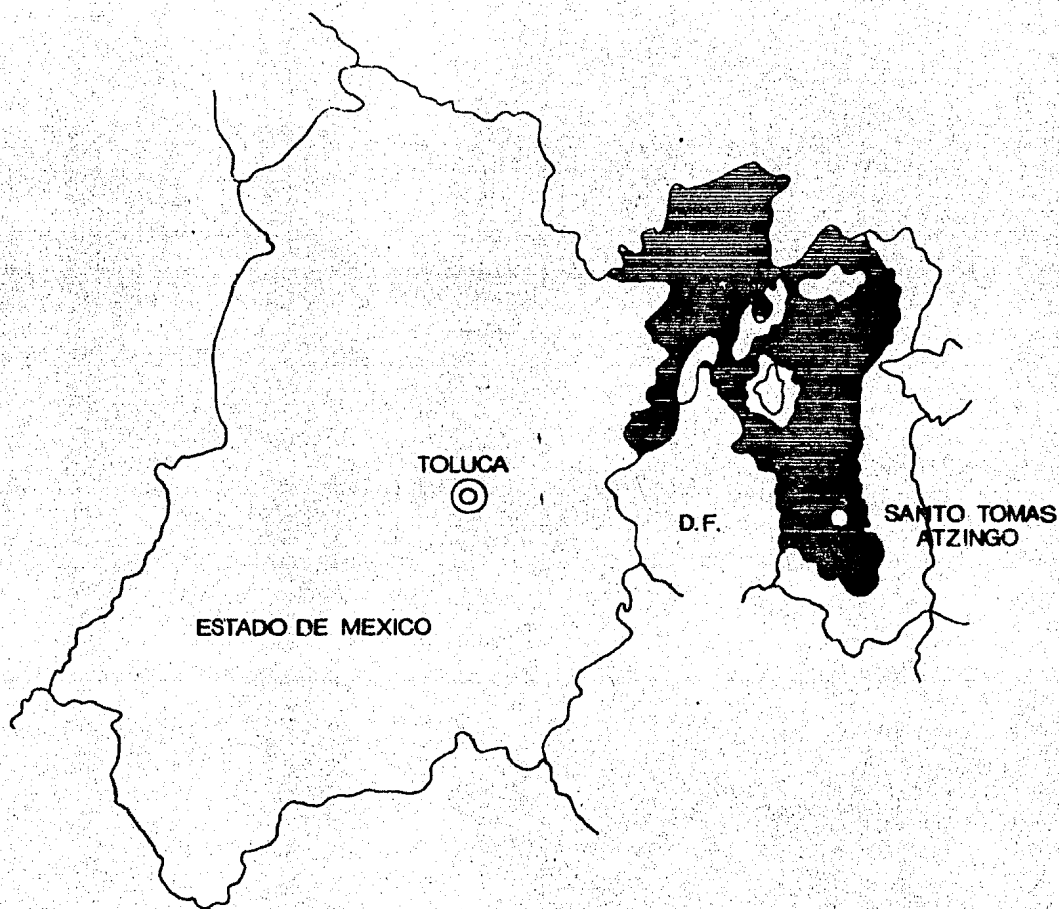 TOLUCA
D.F.
SANTO TOMAS
ATZINGO
ESTADO DE MEXICO